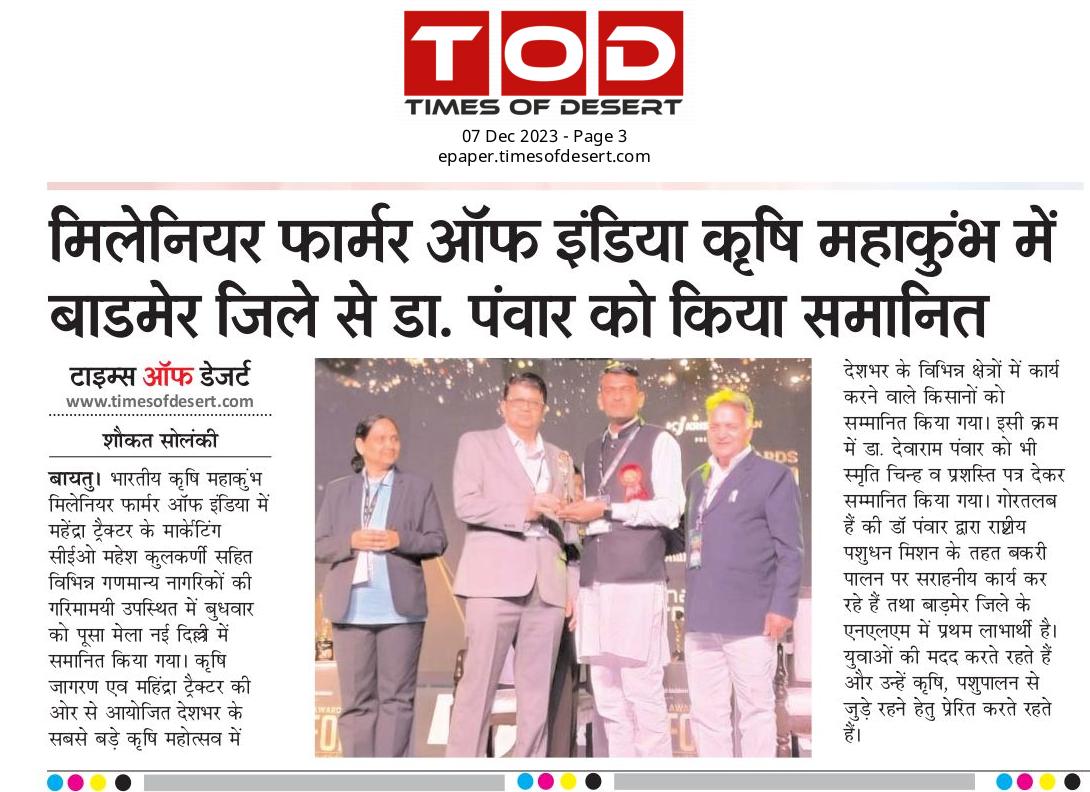 TOD
TIMES OF DESERT
07 Dec 2023 - Page 3
epaper.timesofdesert.com
मिलेनियर फार्मर ऑफ इंडिया कृषि महाकुंभ में
बाडमेर जिले से डा. पंवार को किया समानित
टाइम्स ऑफ डेजर्ट
www.timesofdesert.com
शौकत सोलंकी
बायतु। भारतीय कृषि महाकुंभ
मिलेनियर फार्मर ऑफ इंडिया में
महेंद्रा ट्रैक्टर के मार्केटिंग
सीईओ महेश कुलकर्णी सहित
विभिन्न गणमान्य नागरिकों की
गरिमामयी उपस्थित में बुधवार
को पूसा मेला नई दिल्ली में
समानित किया गया। कृषि
जागरण एव महिंद्रा ट्रैक्टर की
ओर से आयोजित देशभर के
सबसे बड़े कृषि महोत्सव में
देशभर के विभिन्न क्षेत्रों में कार्य
करने वाले किसानों को
सम्मानित किया गया। इसी क्रम
में डा. देवाराम पंवार को भी
स्मृति चिन्ह व प्रशस्ति पत्र देकर
सम्मानित किया गया। गोरतलब
हैं की डॉ पंवार द्वारा राष्ट्रीय
पशुधन मिशन के तहत बकरी
पालन पर सराहनीय कार्य कर
रहे हैं तथा बाड़मेर जिले के
एनएलएम में प्रथम लाभार्थी है।
युवाओं की मदद करते रहते हैं
और उन्हें कृषि, पशुपालन से
जुड़े रहने हेतु प्रेरित करते रहते
हैं।